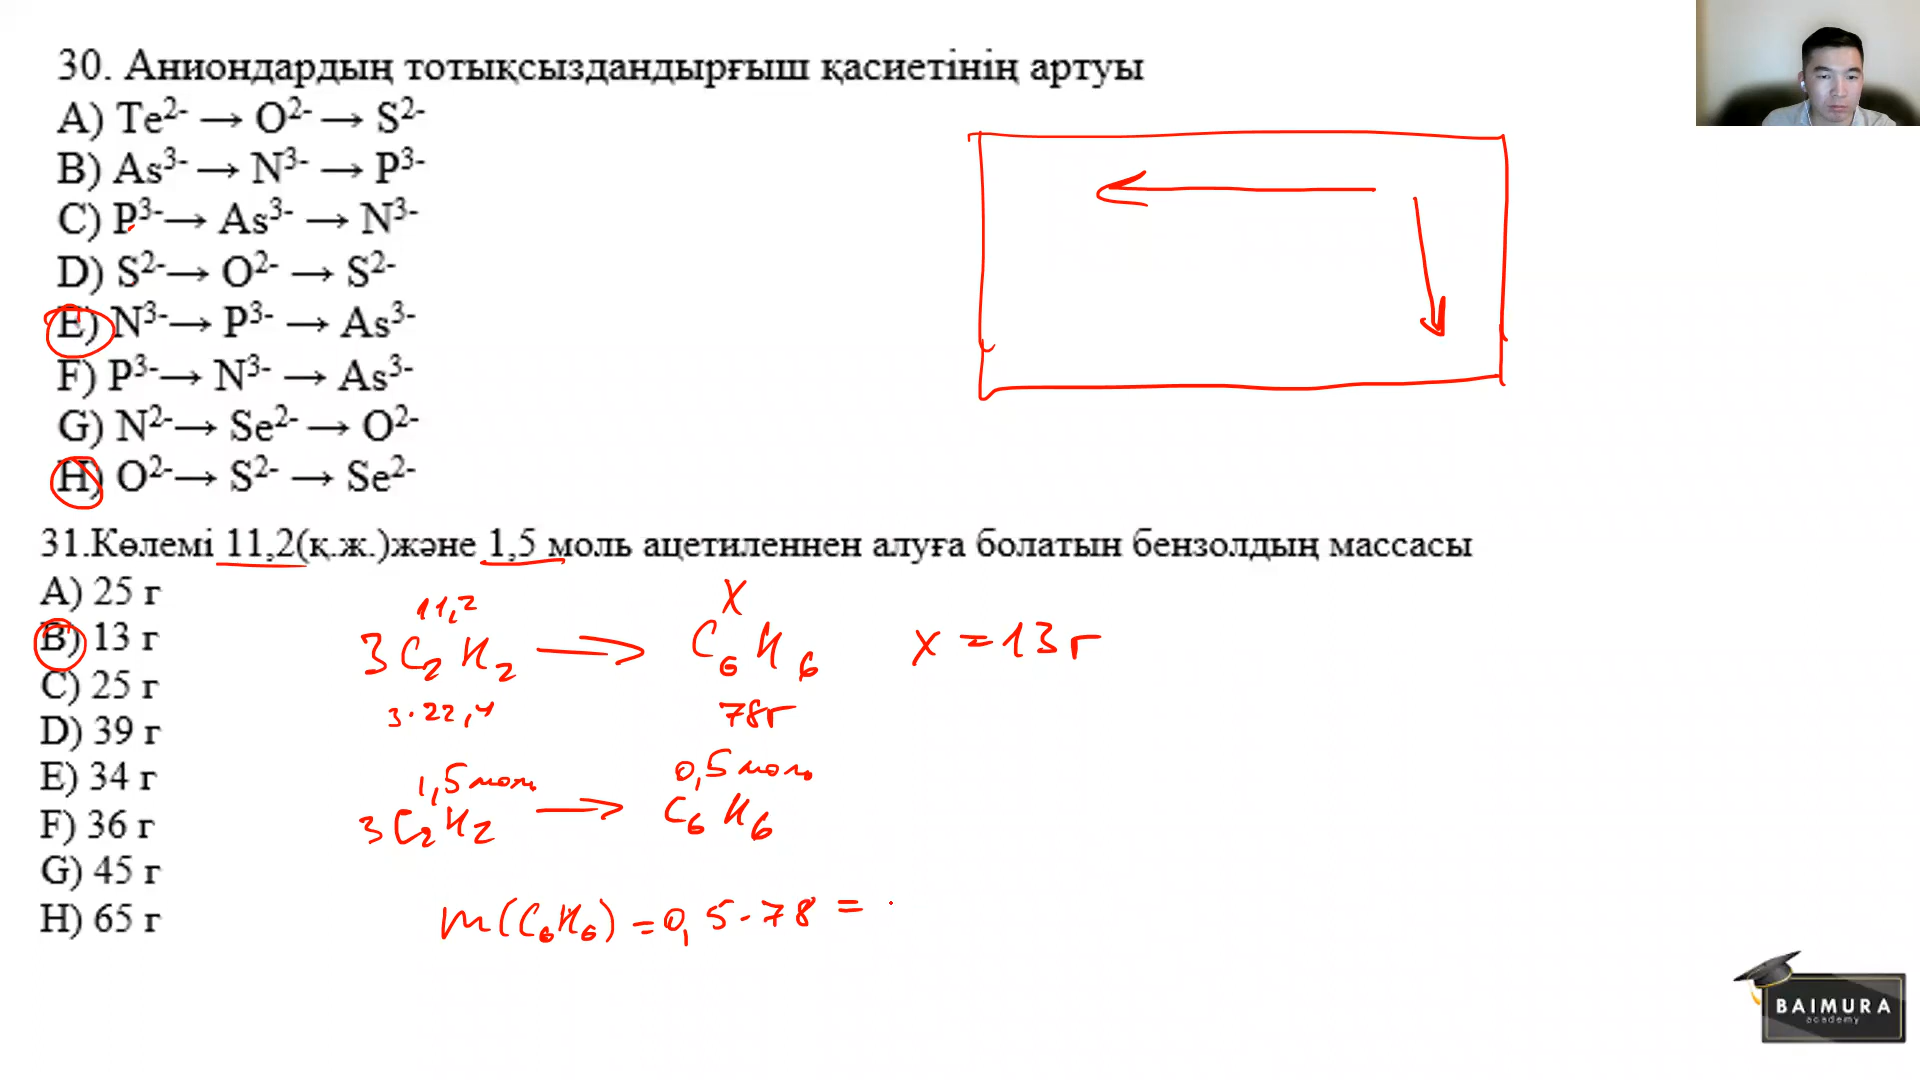 30. Аниондардың тотықсыздандырғыш қасиетінің артуы
A) Te²⁻ → O²⁻ → S²⁻
B) As³⁻ → N³⁻ → P³⁻
C) P³⁻→ As³⁻ → N³⁻
D) S²⁻→ O²⁻ → S²⁻
E) N³⁻→ P³⁻ → As³⁻
F) P³⁻→ N³⁻ → As³⁻
G) N²⁻→ Se²⁻ → O²⁻
H) O²⁻→ S²⁻ → Se²⁻
31.Көлемі 11,2(қ.ж.)және 1,5 моль ацетиленнен алуға болатын бензолдың массасы
A) 25 г
B) 13 г
C) 25 г
D) 39 г
E) 34 г
F) 36 г
G) 45 г
H) 65 г
11,2 x
3C₂H₂ → C₆H₆ x = 13 г
3·22,4 78г
1,5 моль 0,5 моль
3C₂H₂ → C₆H₆
m(C₆H₆) = 0,5·78 =
BAIMURA
academy